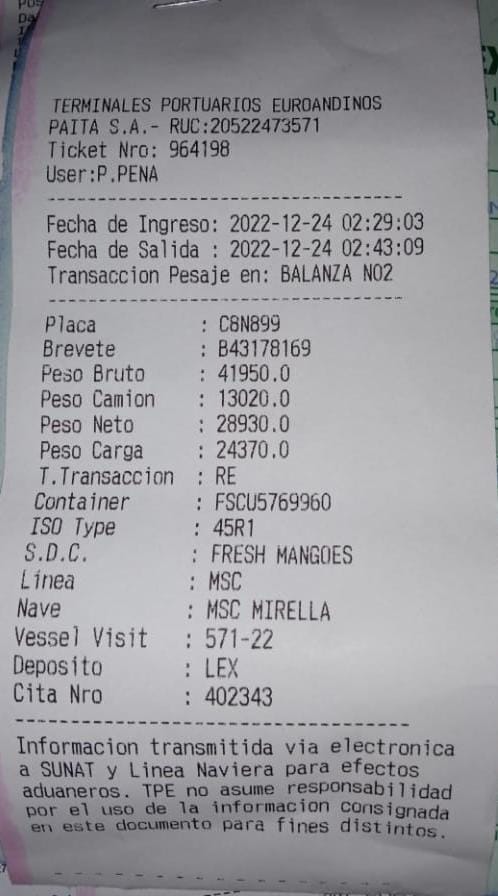 TERMINALES PORTUARIOS EUROANDINOS
PAITA S.A.- RUC:20522473571
Ticket Nro: 964198
User:P.PENA
--------------------------------
Fecha de Ingreso: 2022-12-24 02:29:03
Fecha de Salida : 2022-12-24 02:43:09
Transaccion Pesaje en: BALANZA NO2
--------------------------------
Placa : C8N899
Brevete : B43178169
Peso Bruto : 41950.0
Peso Camion : 13020.0
Peso Neto : 28930.0
Peso Carga : 24370.0
T.Transaccion : RE
Container : FSCU5769960
ISO Type : 45R1
S.D.C. : FRESH MANGOES
Linea : MSC
Nave : MSC MIRELLA
Vessel Visit : 571-22
Deposito : LEX
Cita Nro : 402343
--------------------------------
Informacion transmitida via electronica
a SUNAT y Linea Naviera para efectos
aduaneros. TPE no asume responsabilidad
por el uso de la informacion consignada
en este documento para fines distintos.